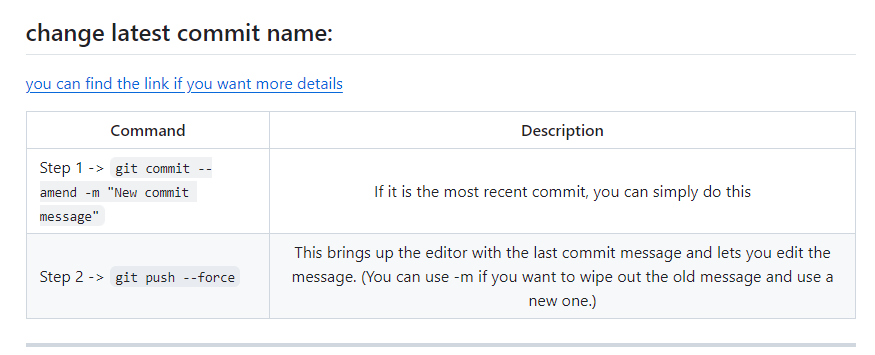 change latest commit name:
you can find the link if you want more details
Command
Description
Step 1 -> git commit --
amend -m "New commit
message"
If it is the most recent commit, you can simply do this
Step 2 -> git push --force
This brings up the editor with the last commit message and lets you edit the
message. (You can use -m if you want to wipe out the old message and use a
new one.)